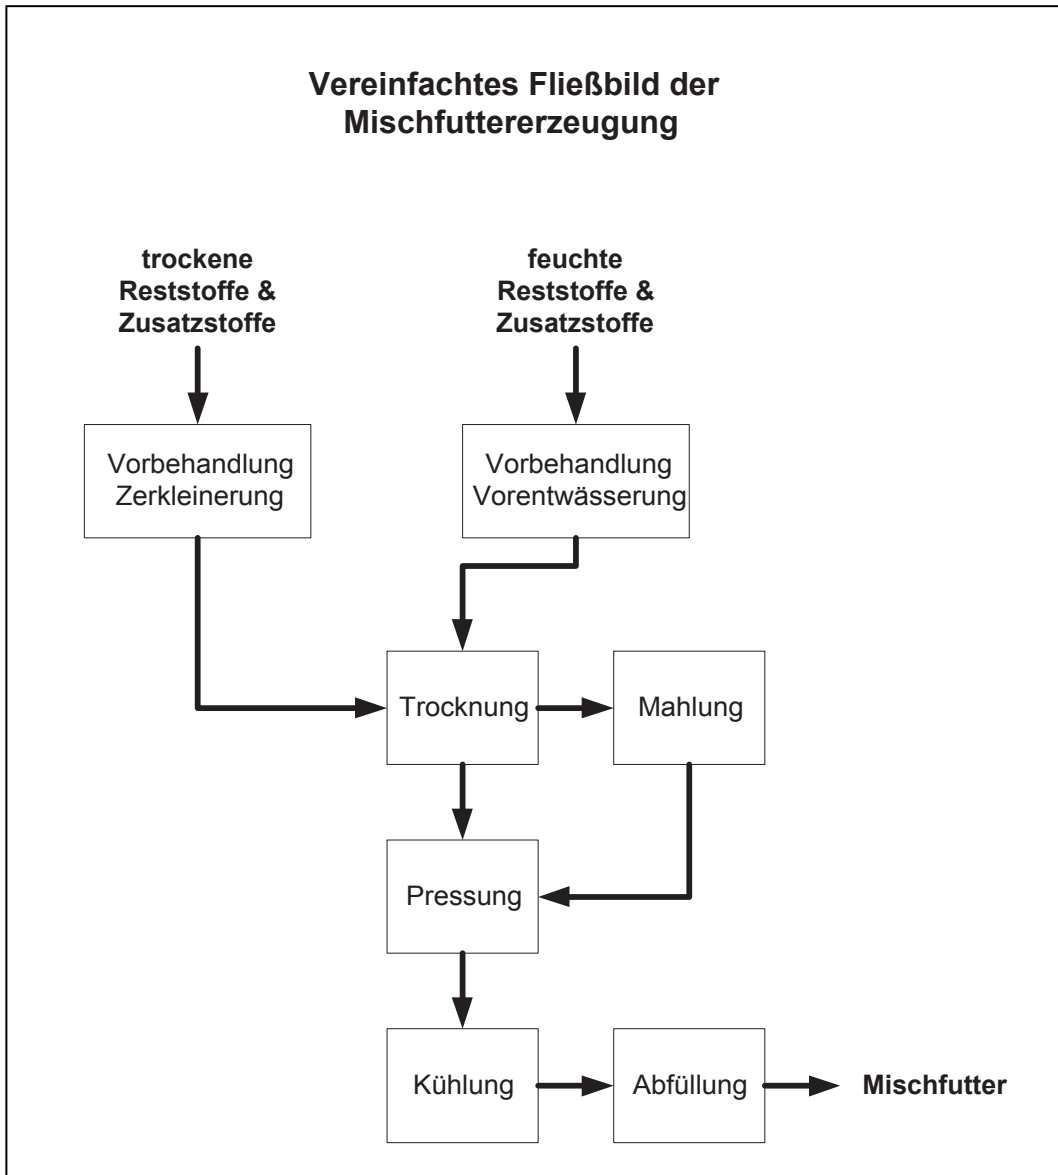 Vereinfachtes Fließbild der
Mischfuttererzeugung
trockene
Reststoffe &
Zusatzstoffe
feuchte
Reststoffe &
Zusatzstoffe
Vorbehandlung
Zerkleinerung
Vorbehandlung
Vorentwässerung
Trocknung
Mahlung
Pressung
Kühlung
Abfüllung
Mischfutter